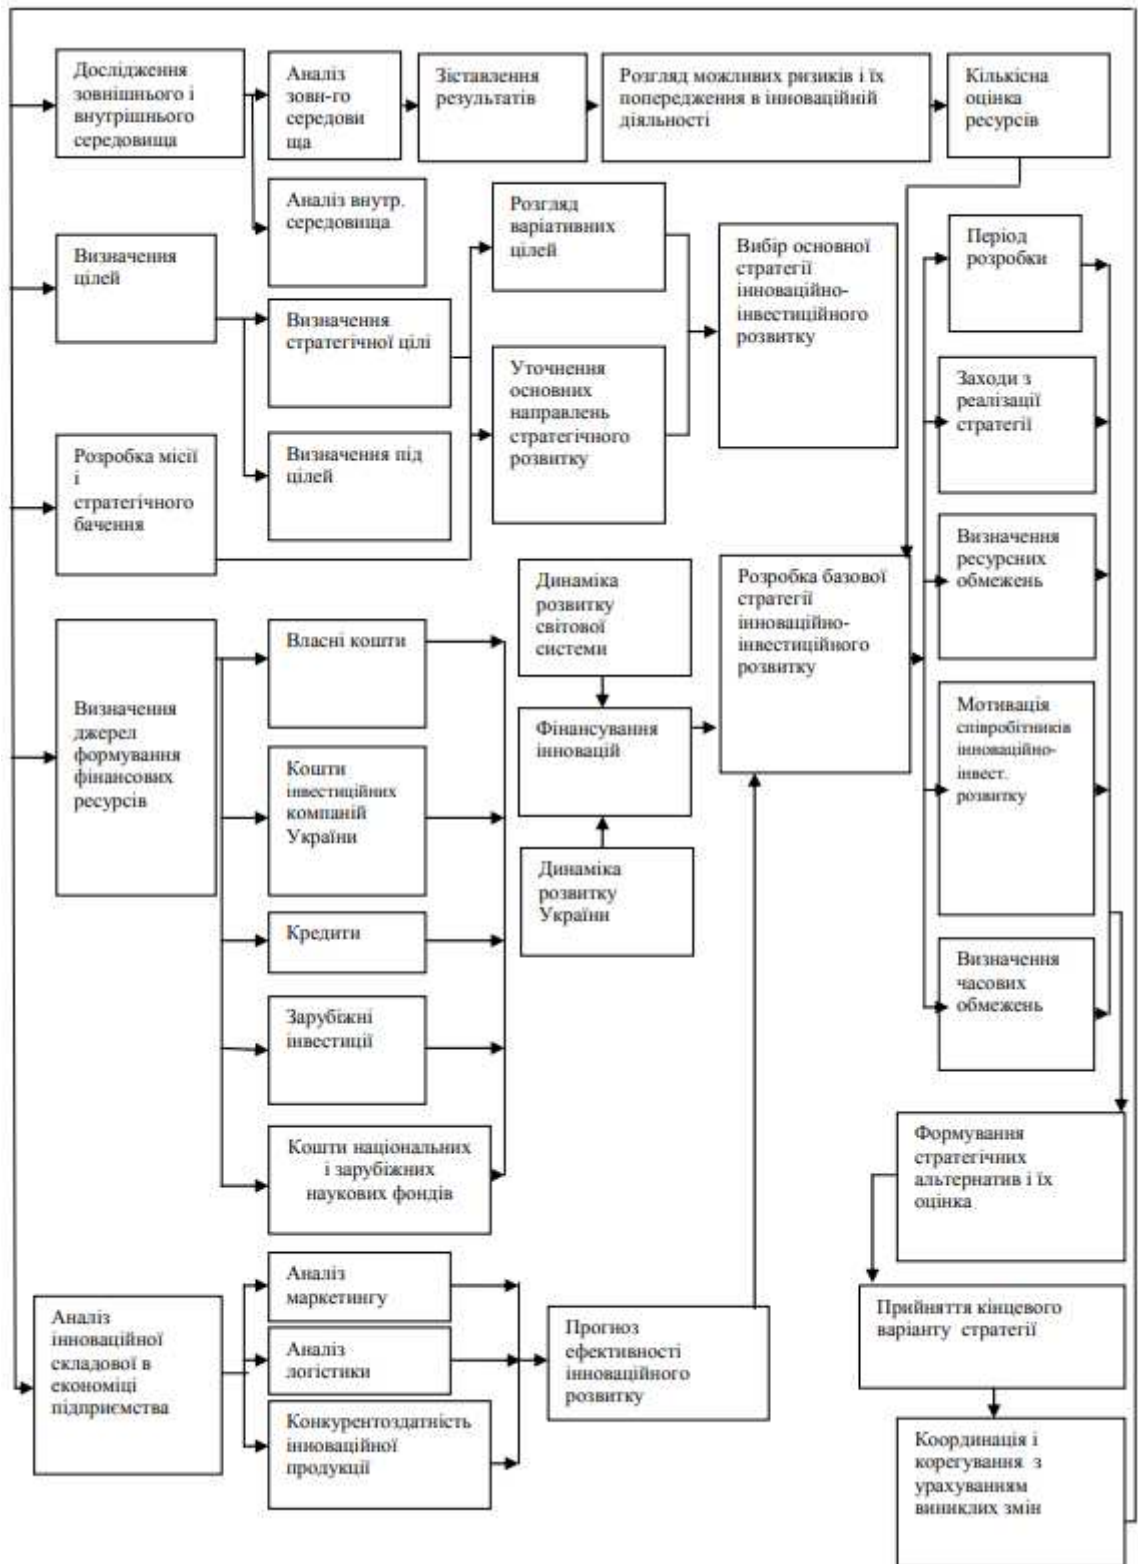 Дослідження
зовнішнього і
внутрішнього
середовища
Аналіз
зовн-го
середови
ща
Зіставлення
результатів
Розгляд можливих ризиків і їх
попередження в інноваційній
діяльності
Кількісна
оцінка
ресурсів
Аналіз внутр.
середовища
Визначення
цілей
Розгляд
варіативних
цілей
Вибір основної
стратегії
інноваційно-
інвестиційного
розвитку
Період
розробки
Визначення
стратегічної цілі
Уточнення
основних
направлень
стратегічного
розвитку
Заходи з
реалізації
стратегії
Розробка місії
і
стратегічного
бачення
Визначення під
цілей
Визначення
ресурсних
обмежень
Динаміка
розвитку
світової
системи
Розробка базової
стратегії
інноваційно-
інвестиційного
розвитку
Визначення
джерел
формування
фінансових
ресурсів
Власні кошти
Фінансування
інновацій
Мотивація
співробітників
інноваційно-
інвест.
розвитку
Кошти
інвестиційних
компаній
України
Динаміка
розвитку
України
Кредити
Визначення
часових
обмежень
Зарубіжні
інвестиції
Кошти національних
і зарубіжних
наукових фондів
Формування
стратегічних
альтернатив і їх
оцінка
Аналіз
інноваційної
складової в
економіці
підприємства
Аналіз
маркетингу
Аналіз
логістики
Конкурентоздатність
інноваційної
продукції
Прогноз
ефективності
інноваційного
розвитку
Прийняття кінцевого
варіанту стратегії
Координація і
корегування з
урахуванням
виниклих змін